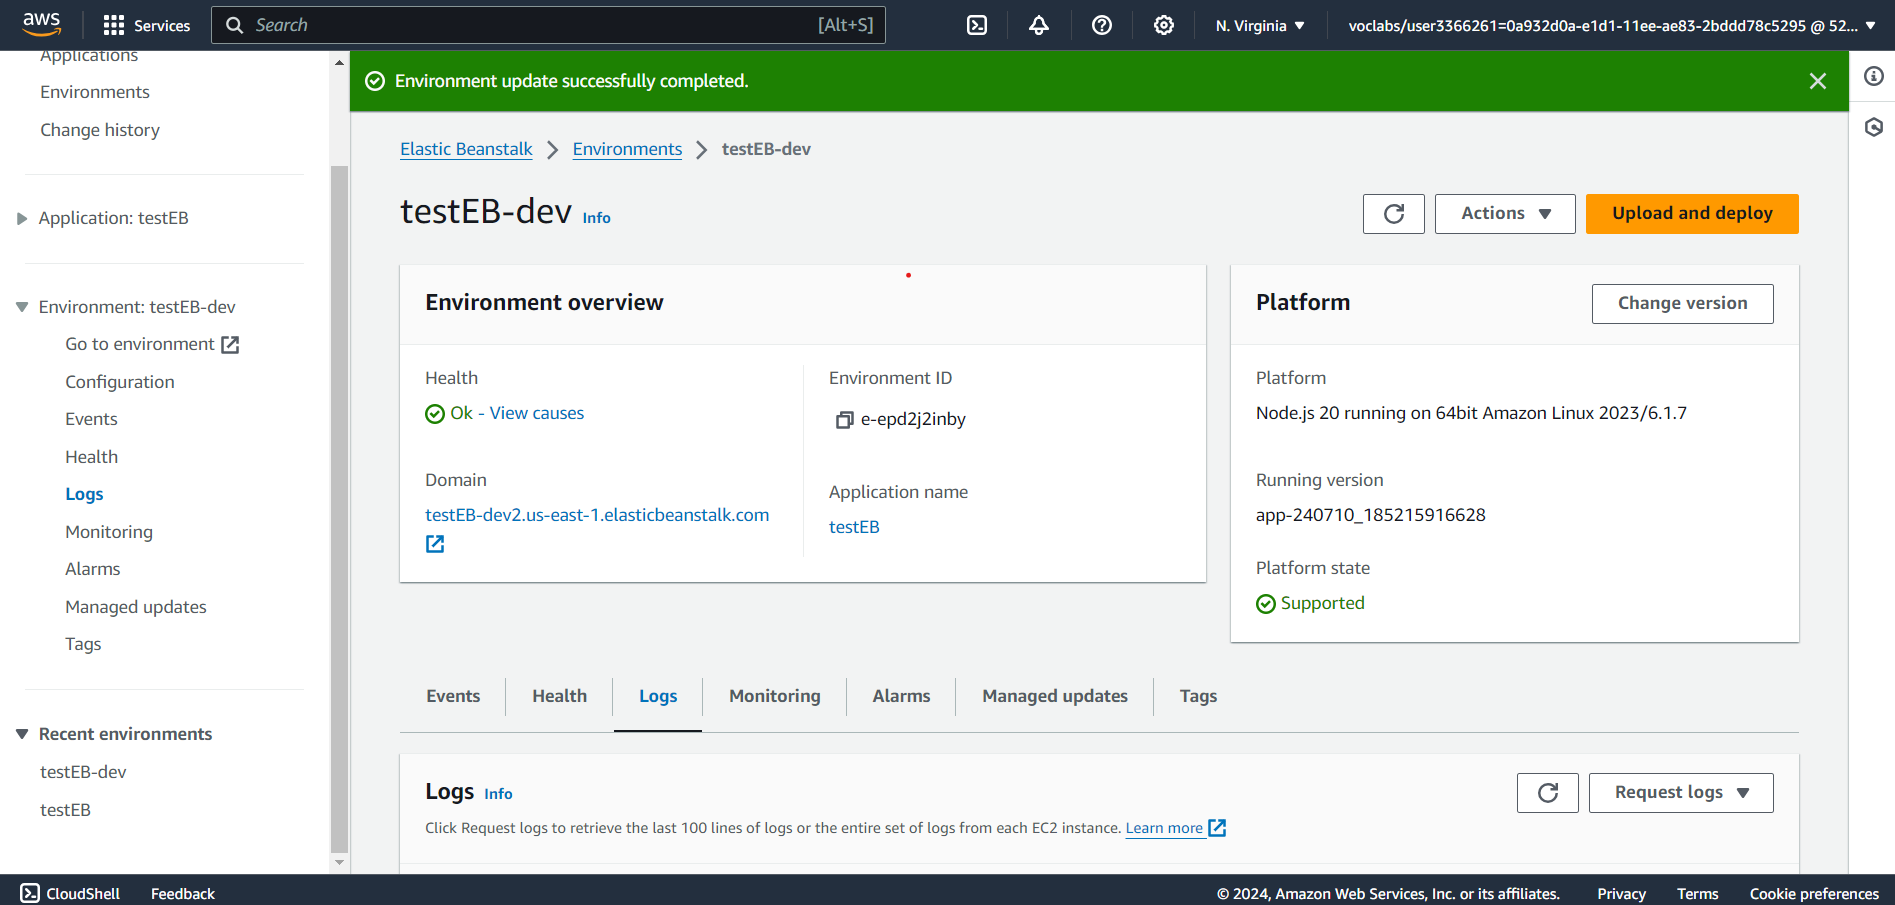 aws
Services
Search
[Alt+S]
N. Virginia
voclabs/user3366261=0a932d0a-e1d1-11ee-ae83-2bddd78c5295 @ 52...
Applications
Environments
Change history
Application: testEB
Environment: testEB-dev
Go to environment
Configuration
Events
Health
Logs
Monitoring
Alarms
Managed updates
Tags
Recent environments
testEB-dev
testEB
Environment update successfully completed.
Elastic Beanstalk
Environments
testEB-dev
testEB-dev Info
Actions
Upload and deploy
Environment overview
Health
Ok - View causes
Domain
testEB-dev2.us-east-1.elasticbeanstalk.com
Environment ID
e-epd2j2inby
Application name
testEB
Platform
Change version
Platform
Node.js 20 running on 64bit Amazon Linux 2023/6.1.7
Running version
app-240710_185215916628
Platform state
Supported
Events
Health
Logs
Monitoring
Alarms
Managed updates
Tags
Logs Info
Click Request logs to retrieve the last 100 lines of logs or the entire set of logs from each EC2 instance. Learn more
Request logs
CloudShell
Feedback
© 2024, Amazon Web Services, Inc. or its affiliates.
Privacy
Terms
Cookie preferences